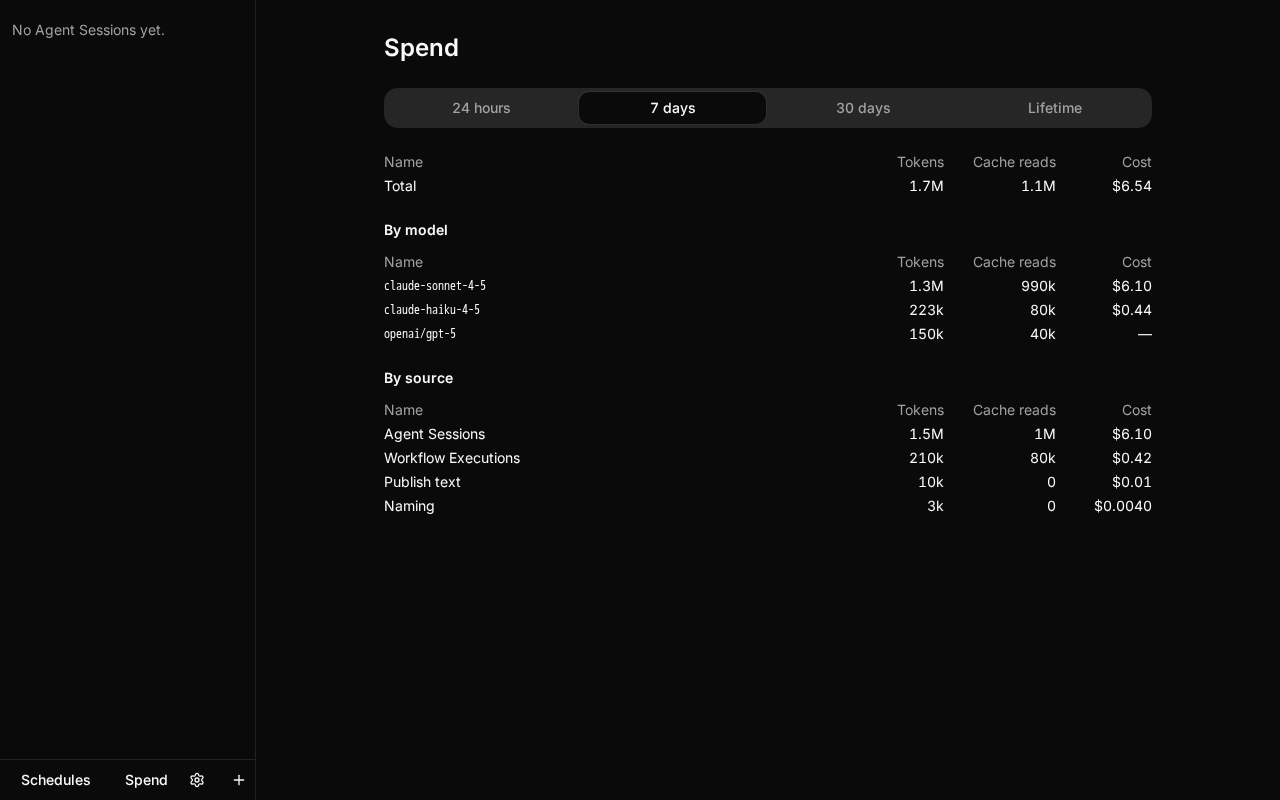 No Agent Sessions yet.
Spend
24 hours 7 days 30 days Lifetime
Name Tokens Cache reads Cost
Total 1.7M 1.1M $6.54
By model
Name Tokens Cache reads Cost
claude-sonnet-4-5 1.3M 990k $6.10
claude-haiku-4-5 223k 80k $0.44
openai/gpt-5 150k 40k —
By source
Name Tokens Cache reads Cost
Agent Sessions 1.5M 1M $6.10
Workflow Executions 210k 80k $0.42
Publish text 10k 0 $0.01
Naming 3k 0 $0.0040
Schedules Spend